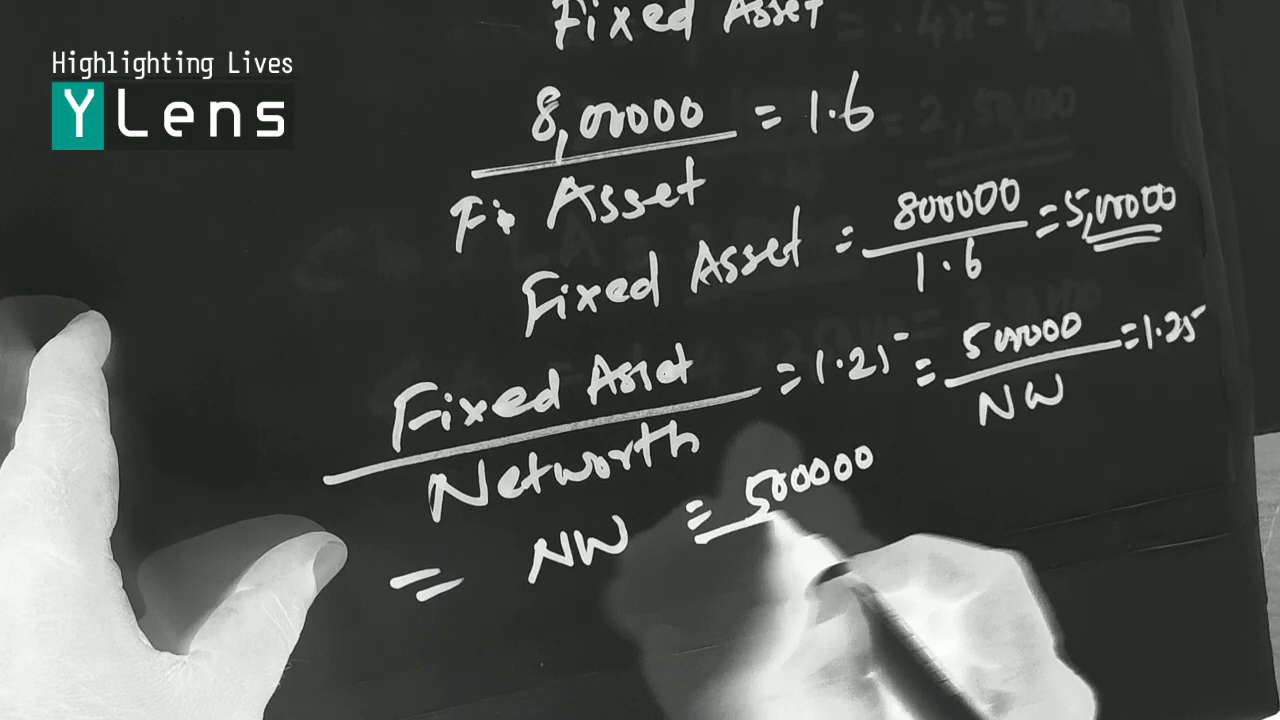 Highlighting Lives
YLens
Fixed Asset
8,00000 = 1.6
Fix Asset
Fixed Asset = 800000 = 5,00000
1.6
Fixed Asset = 1.25 = 500000 = 1.25
Networth NW
= NW = 500000